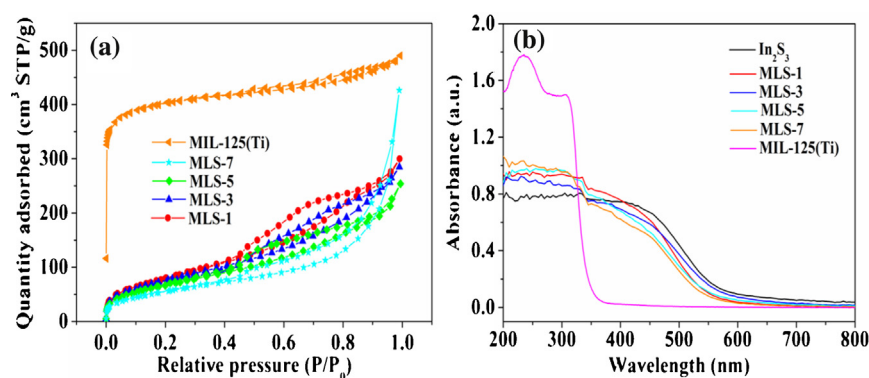 (a)
500
400
300
200
100
0
Quantity adsorbed (cm³ STP/g)
MIL-125(Ti)
MLS-7
MLS-5
MLS-3
MLS-1
0.0 0.2 0.4 0.6 0.8 1.0
Relative pressure (P/P₀)
(b)
2.0
1.6
1.2
0.8
0.4
0.0
Absorbance (a.u.)
In₂S₃
MLS-1
MLS-3
MLS-5
MLS-7
MIL-125(Ti)
200 300 400 500 600 700 800
Wavelength (nm)